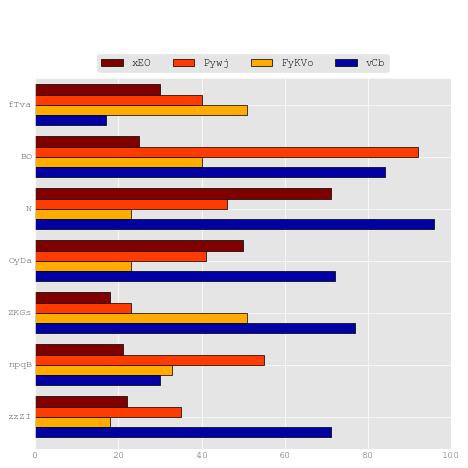 xEO Pywj FyKVo vCb
fTva
BO
N
OyDa
ZKGs
npqB
zzZI
0 20 40 60 80 100